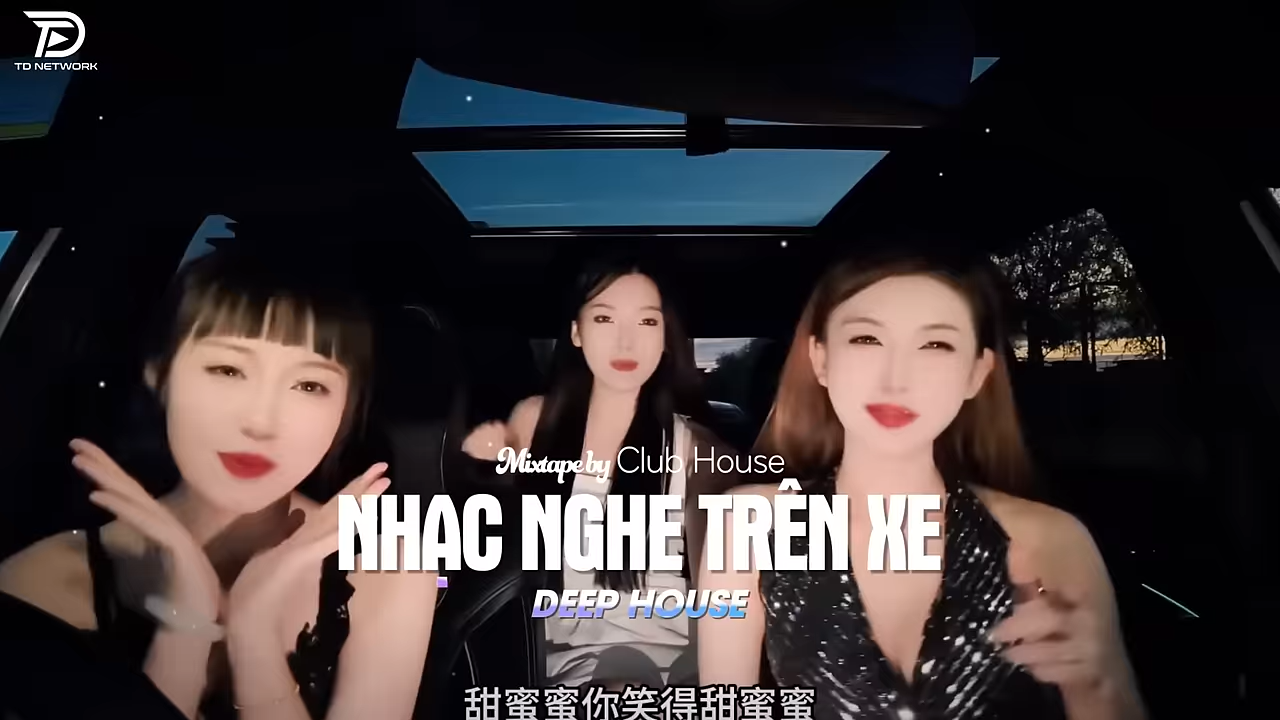 TD NETWORK
Mixtape by Club House
NHẠC NGHE TRÊN XE
DEEP HOUSE
甜蜜蜜你笑得甜蜜蜜